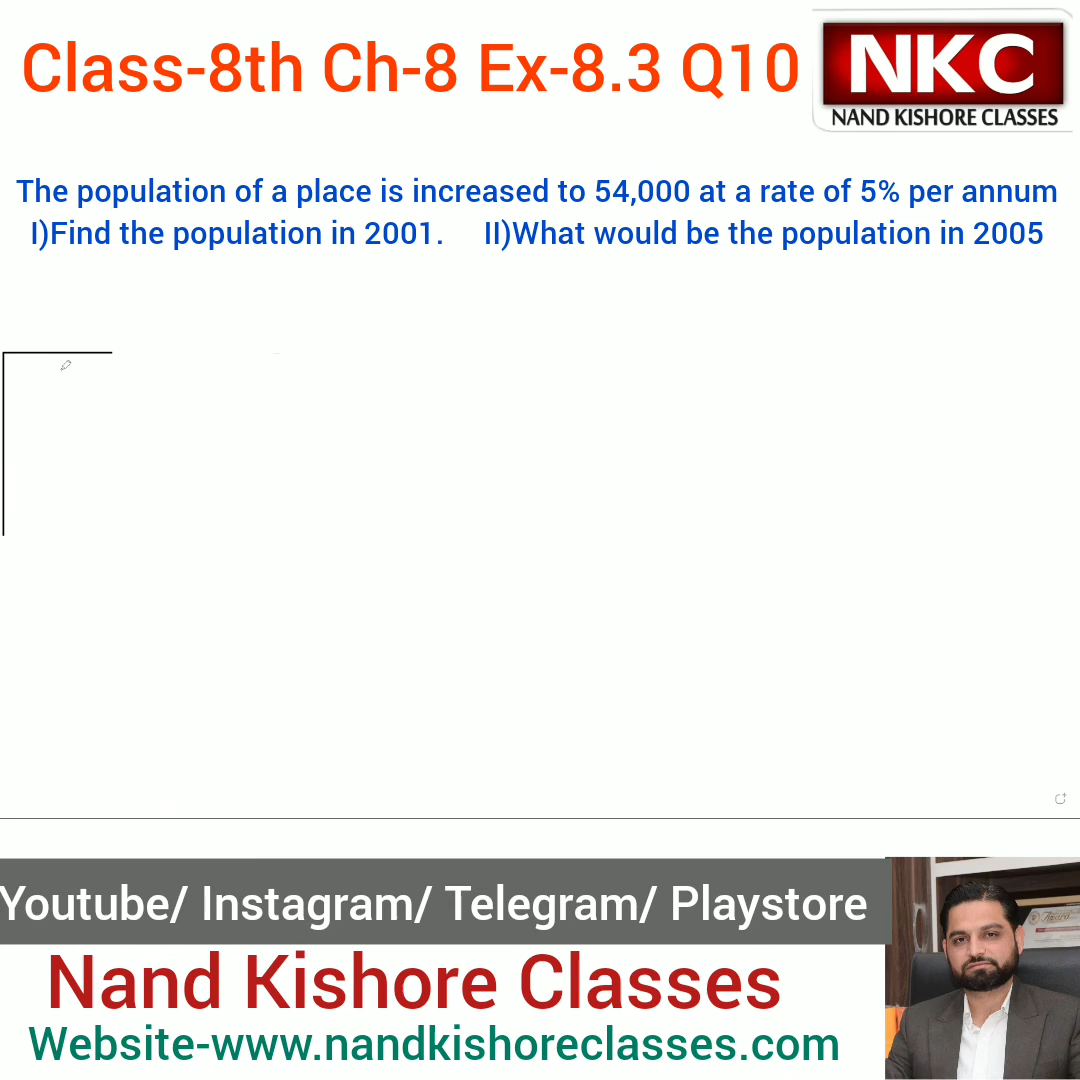 Class-8th Ch-8 Ex-8.3 Q10
NKC
NAND KISHORE CLASSES
The population of a place is increased to 54,000 at a rate of 5% per annum
I)Find the population in 2001. II)What would be the population in 2005
Youtube/ Instagram/ Telegram/ Playstore
Award
Nand Kishore Classes
Website-www.nandkishoreclasses.com